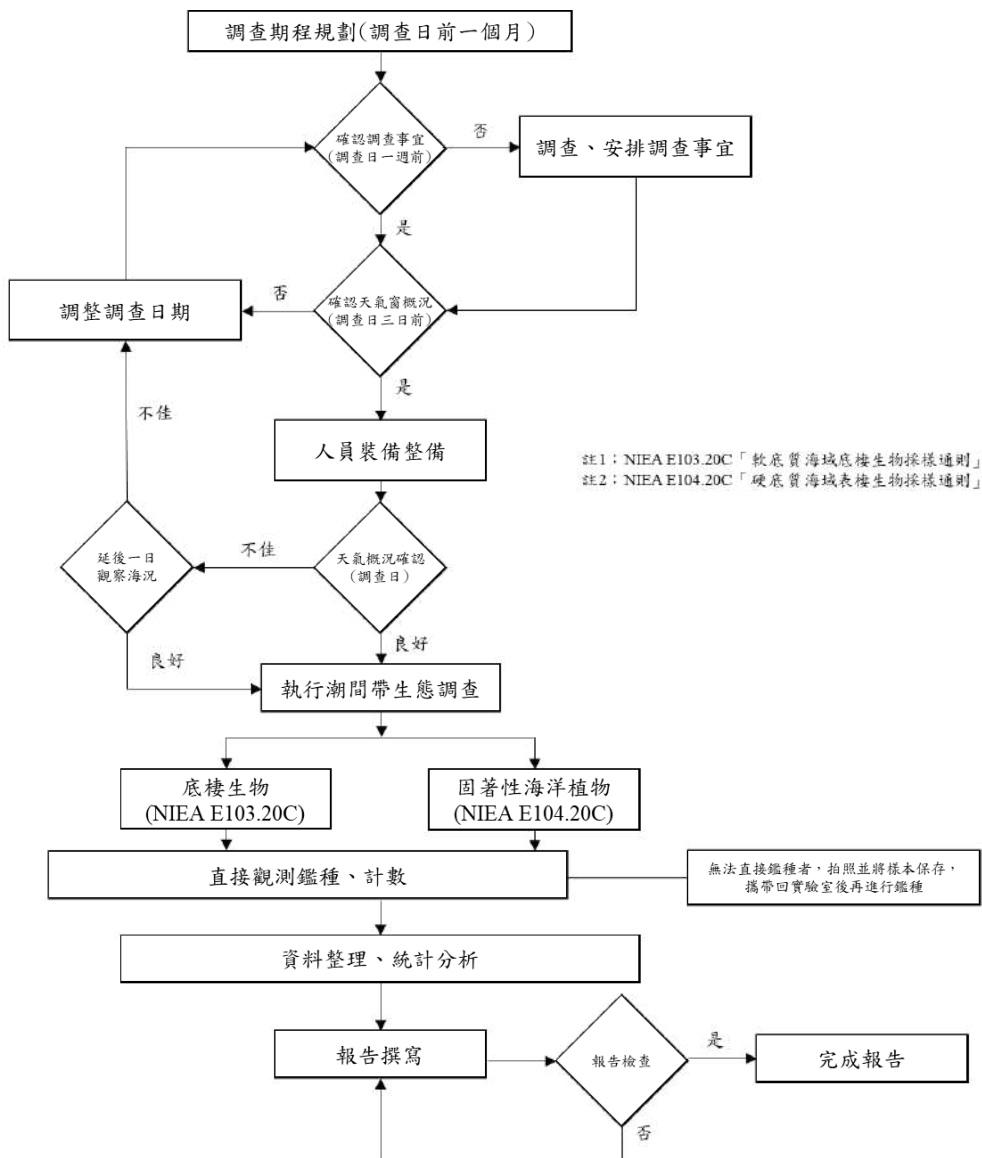 調查期程規劃(調查日前一個月)
確認調查事宜
(調查日一週前)
否
調查、安排調查事宜
是
調整調查日期
否
確認天氣窗概況
(調查日三日前)
是
不佳
人員裝備整備
註1：NIEA E103.20C「軟底質海域底棲生物採樣通則」
註2：NIEA E104.20C「硬底質海域表棲生物採樣通則」
延後一日
觀察海況
不佳
天氣概況確認
(調查日)
良好
良好
執行潮間帶生態調查
底棲生物
(NIEA E103.20C)
固著性海洋植物
(NIEA E104.20C)
直接觀測鑑種、計數
無法直接鑑種者，拍照並將樣本保存，
攜帶回實驗室後再進行鑑種
資料整理、統計分析
報告撰寫
報告檢查
是
完成報告
否